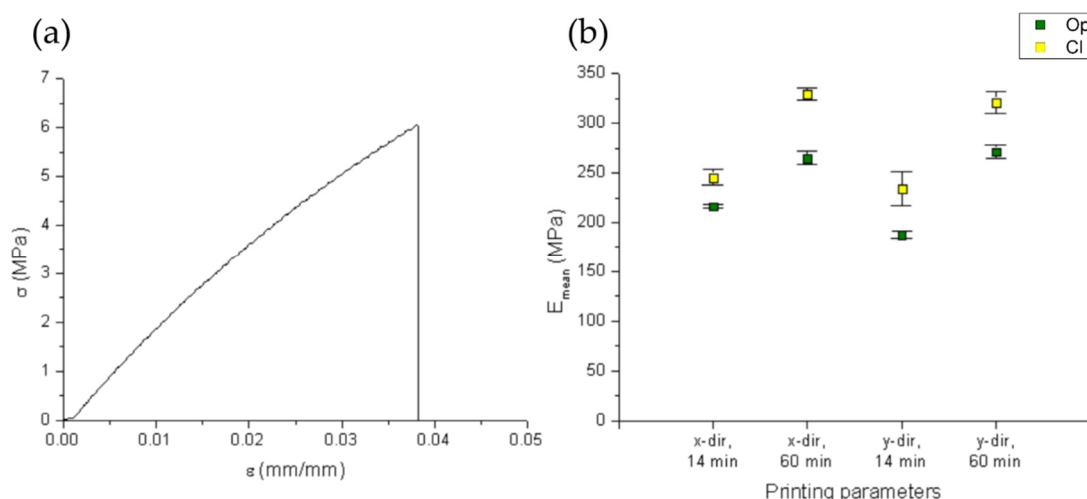 (a)
(b)
Op
Cl
7
6
5
4
3
2
1
0
σ (MPa)
0.00
0.01
0.02
0.03
0.04
0.05
ε (mm/mm)
350
300
250
200
150
100
50
0
E_mean (MPa)
x-dir,
14 min
x-dir,
60 min
y-dir,
14 min
y-dir,
60 min
Printing parameters